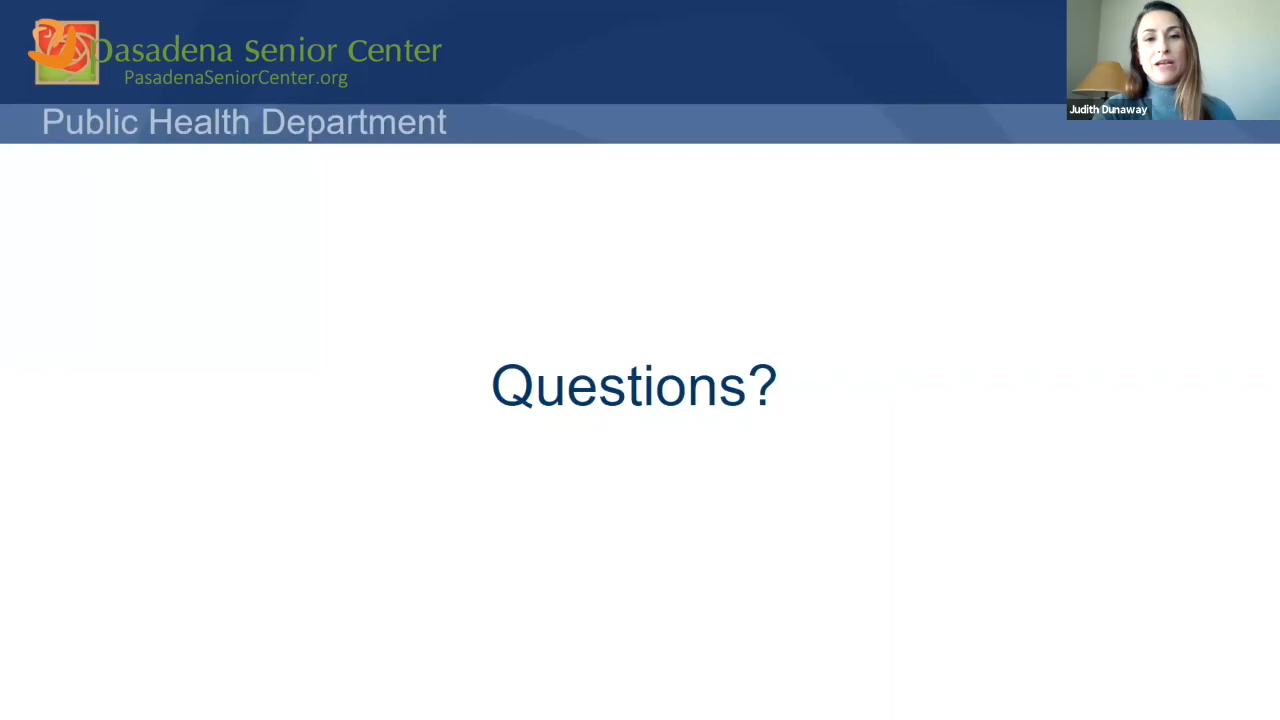 Pasadena Senior Center
PasadenaSeniorCenter.org
Judith Dunaway
Public Health Department
Questions?